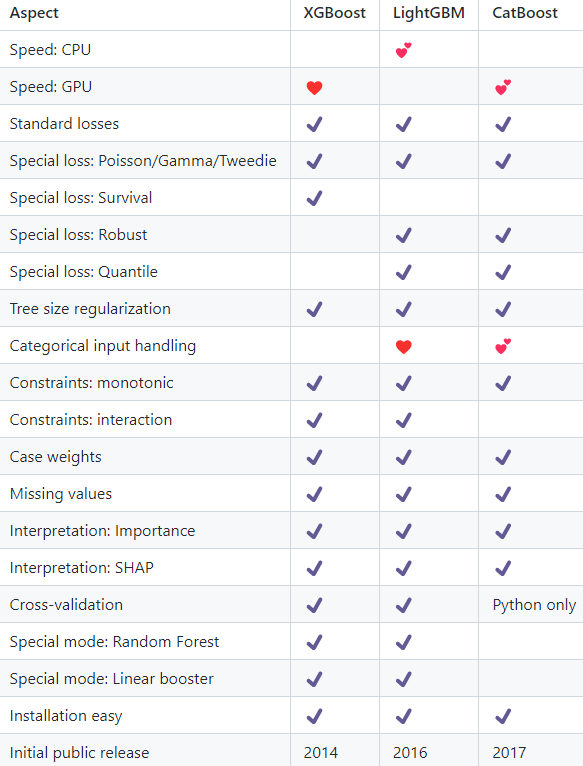 Aspect XGBoost LightGBM CatBoost
Speed: CPU 💕
Speed: GPU ❤️ 💕
Standard losses ✔ ✔ ✔
Special loss: Poisson/Gamma/Tweedie ✔ ✔ ✔
Special loss: Survival ✔
Special loss: Robust ✔ ✔
Special loss: Quantile ✔ ✔
Tree size regularization ✔ ✔ ✔
Categorical input handling ❤️ 💕
Constraints: monotonic ✔ ✔ ✔
Constraints: interaction ✔ ✔
Case weights ✔ ✔ ✔
Missing values ✔ ✔ ✔
Interpretation: Importance ✔ ✔ ✔
Interpretation: SHAP ✔ ✔ ✔
Cross-validation ✔ ✔ Python only
Special mode: Random Forest ✔ ✔
Special mode: Linear booster ✔ ✔
Installation easy ✔ ✔ ✔
Initial public release 2014 2016 2017